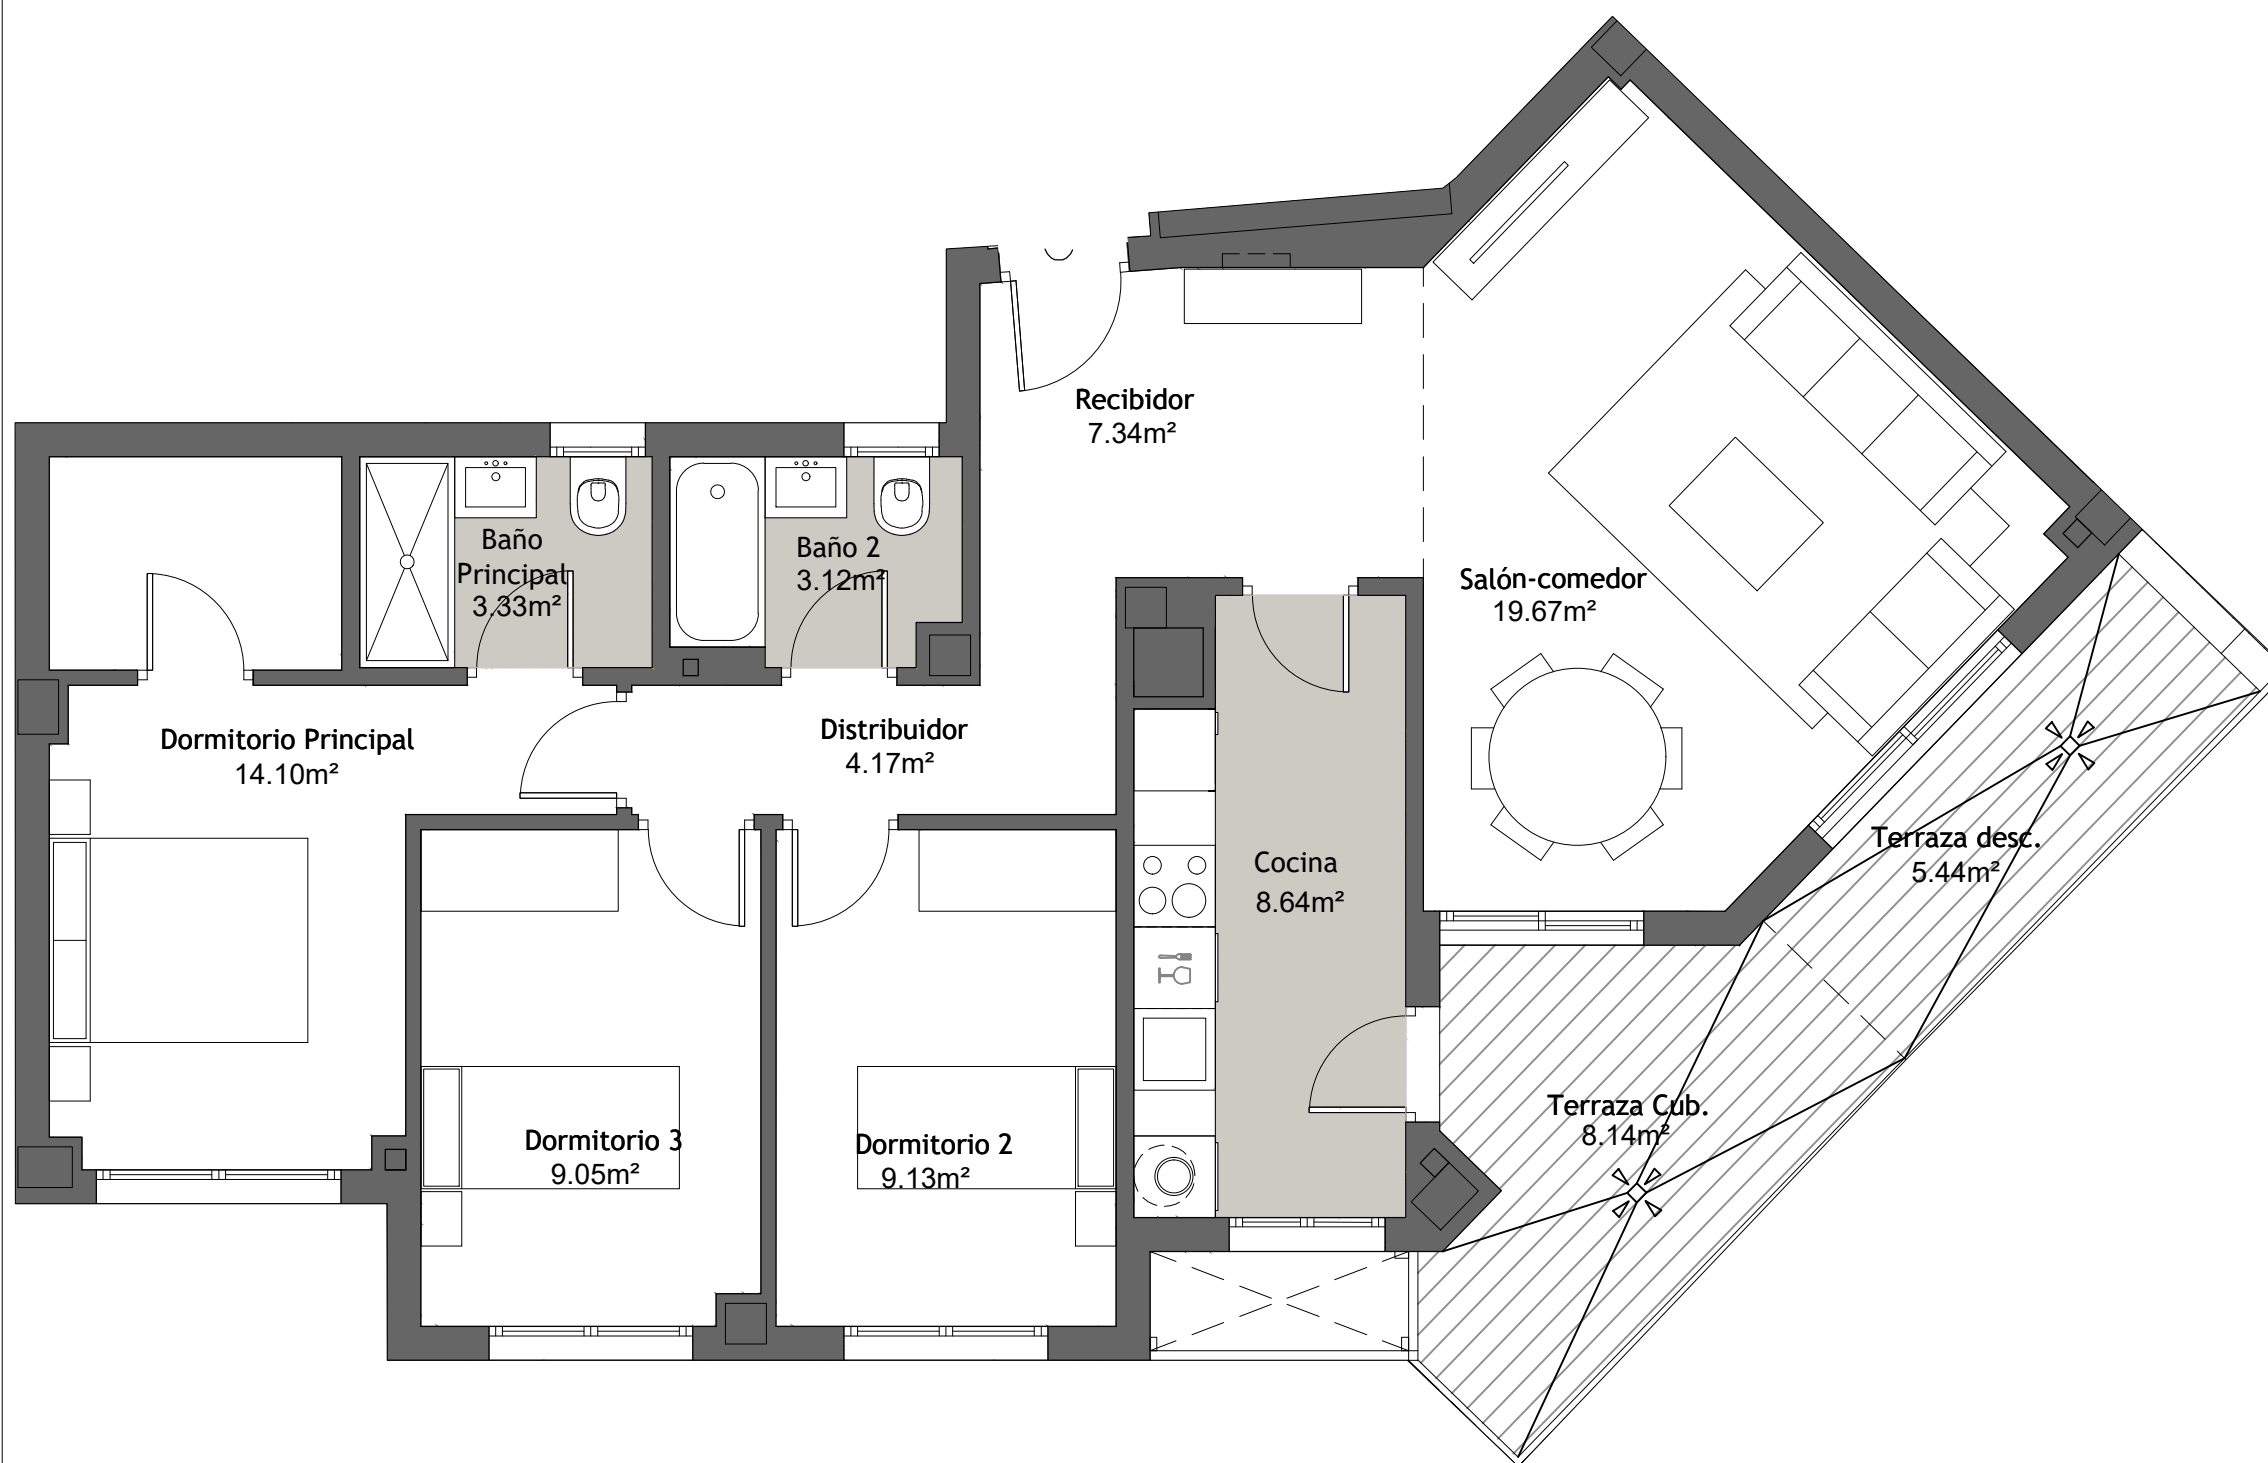 Recibidor
7.34m²
Baño
Principal
3.33m²
Baño 2
3.12m²
Salón-comedor
19.67m²
Dormitorio Principal
14.10m²
Distribuidor
4.17m²
Terraza desc.
5.44m²
Cocina
8.64m²
Terraza Cub.
8.14m²
Dormitorio 3
9.05m²
Dormitorio 2
9.13m²